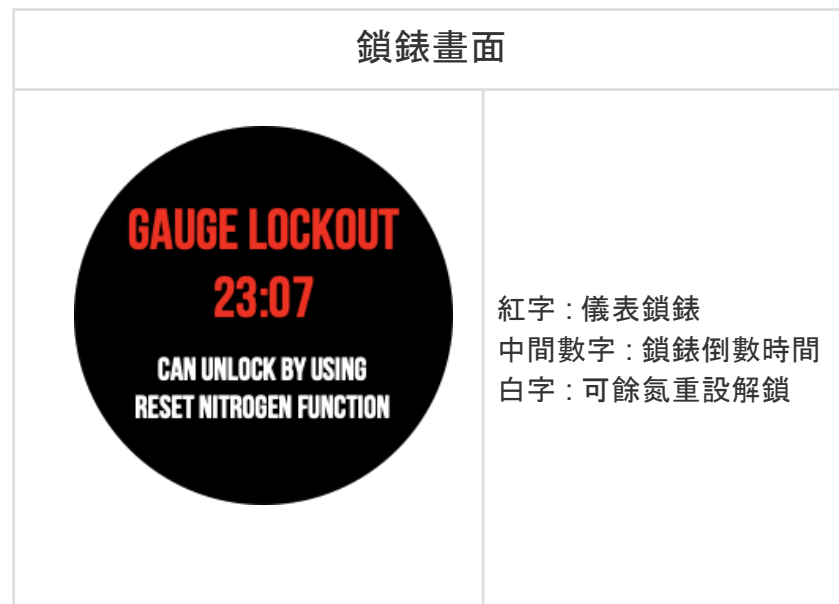 鎖錶畫面
GAUGE LOCKOUT
23:07
CAN UNLOCK BY USING
RESET NITROGEN FUNCTION
紅字 : 儀表鎖錶
中間數字 : 鎖錶倒數時間
白字 : 可餘氮重設解鎖